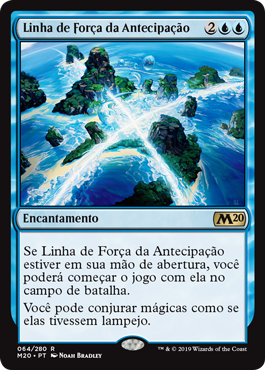 Linha de Força da Antecipação 2
Encantamento M20
Se Linha de Força da Antecipação
estiver em sua mão de abertura, você
poderá começar o jogo com ela no
campo de batalha.
Você pode conjurar mágicas como se
elas tivessem lampejo.
064/280 R
M20 • PT Noah Bradley ™ & © 2019 Wizards of the Coast